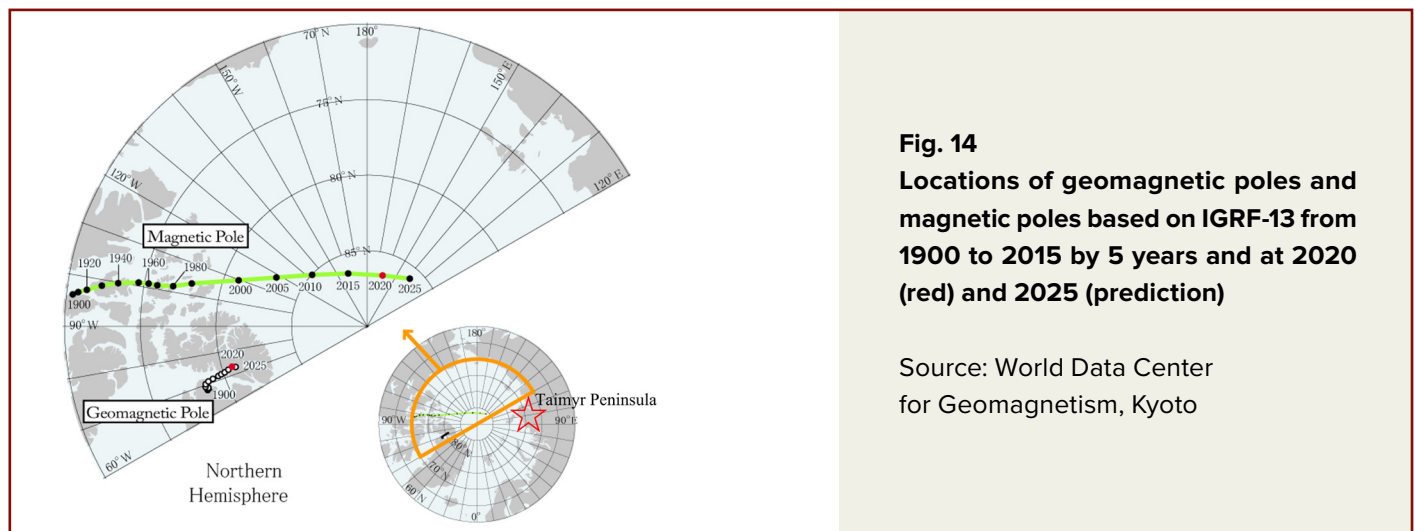 70° N
180°
150° W
150° E
75° N
120° W
80° N
120° E
Magnetic Pole
85° N
1920
1940
1960
1980
1900
2000
2005
2010
2015
2020
2025
90° W
2020
2025
1900
Geomagnetic Pole
60° W
Northern
Hemisphere
180°
Taimyr Peninsula
90°W
90°E
80°N
70°N
60°N
0°
Fig. 14
Locations of geomagnetic poles and
magnetic poles based on IGRF-13 from
1900 to 2015 by 5 years and at 2020
(red) and 2025 (prediction)
Source: World Data Center
for Geomagnetism, Kyoto